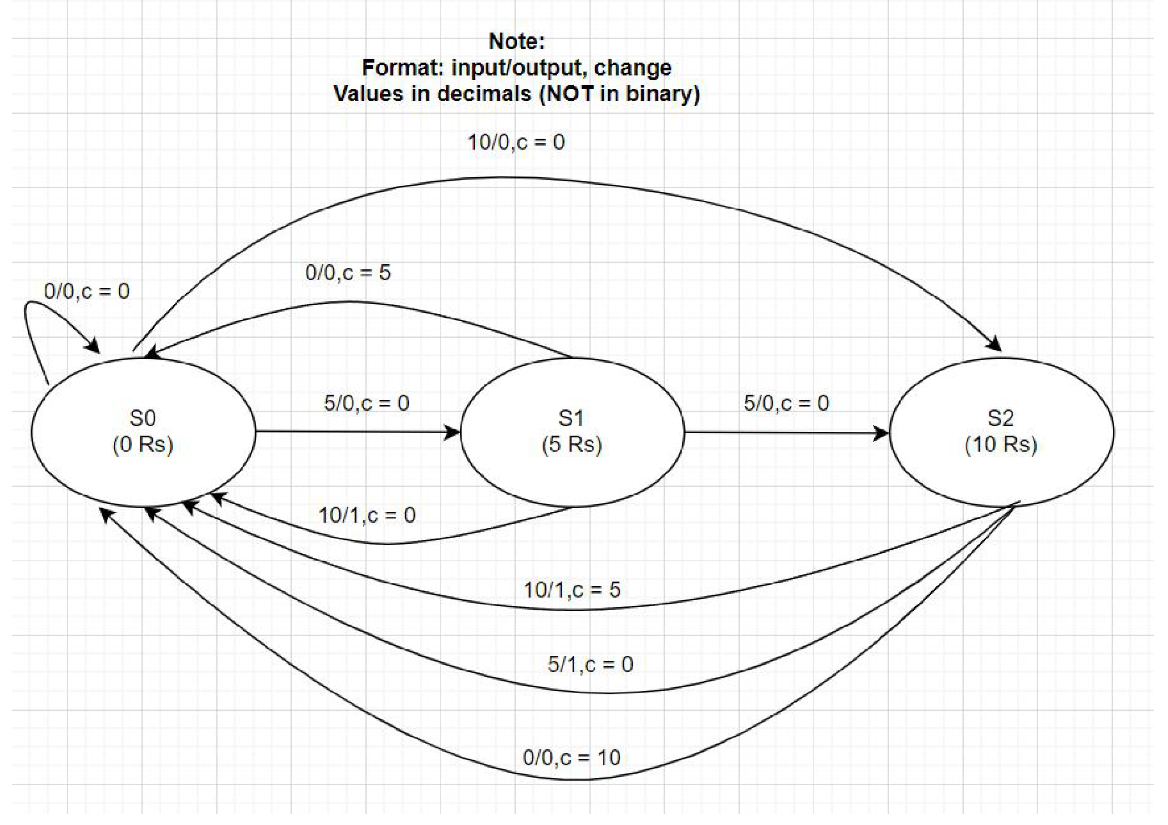 Note:
Format: input/output, change
Values in decimals (NOT in binary)
10/0,c = 0
0/0,c = 5
0/0,c = 0
5/0,c = 0
5/0,c = 0
S0
(0 Rs)
S1
(5 Rs)
S2
(10 Rs)
10/1,c = 0
10/1,c = 5
5/1,c = 0
0/0,c = 10